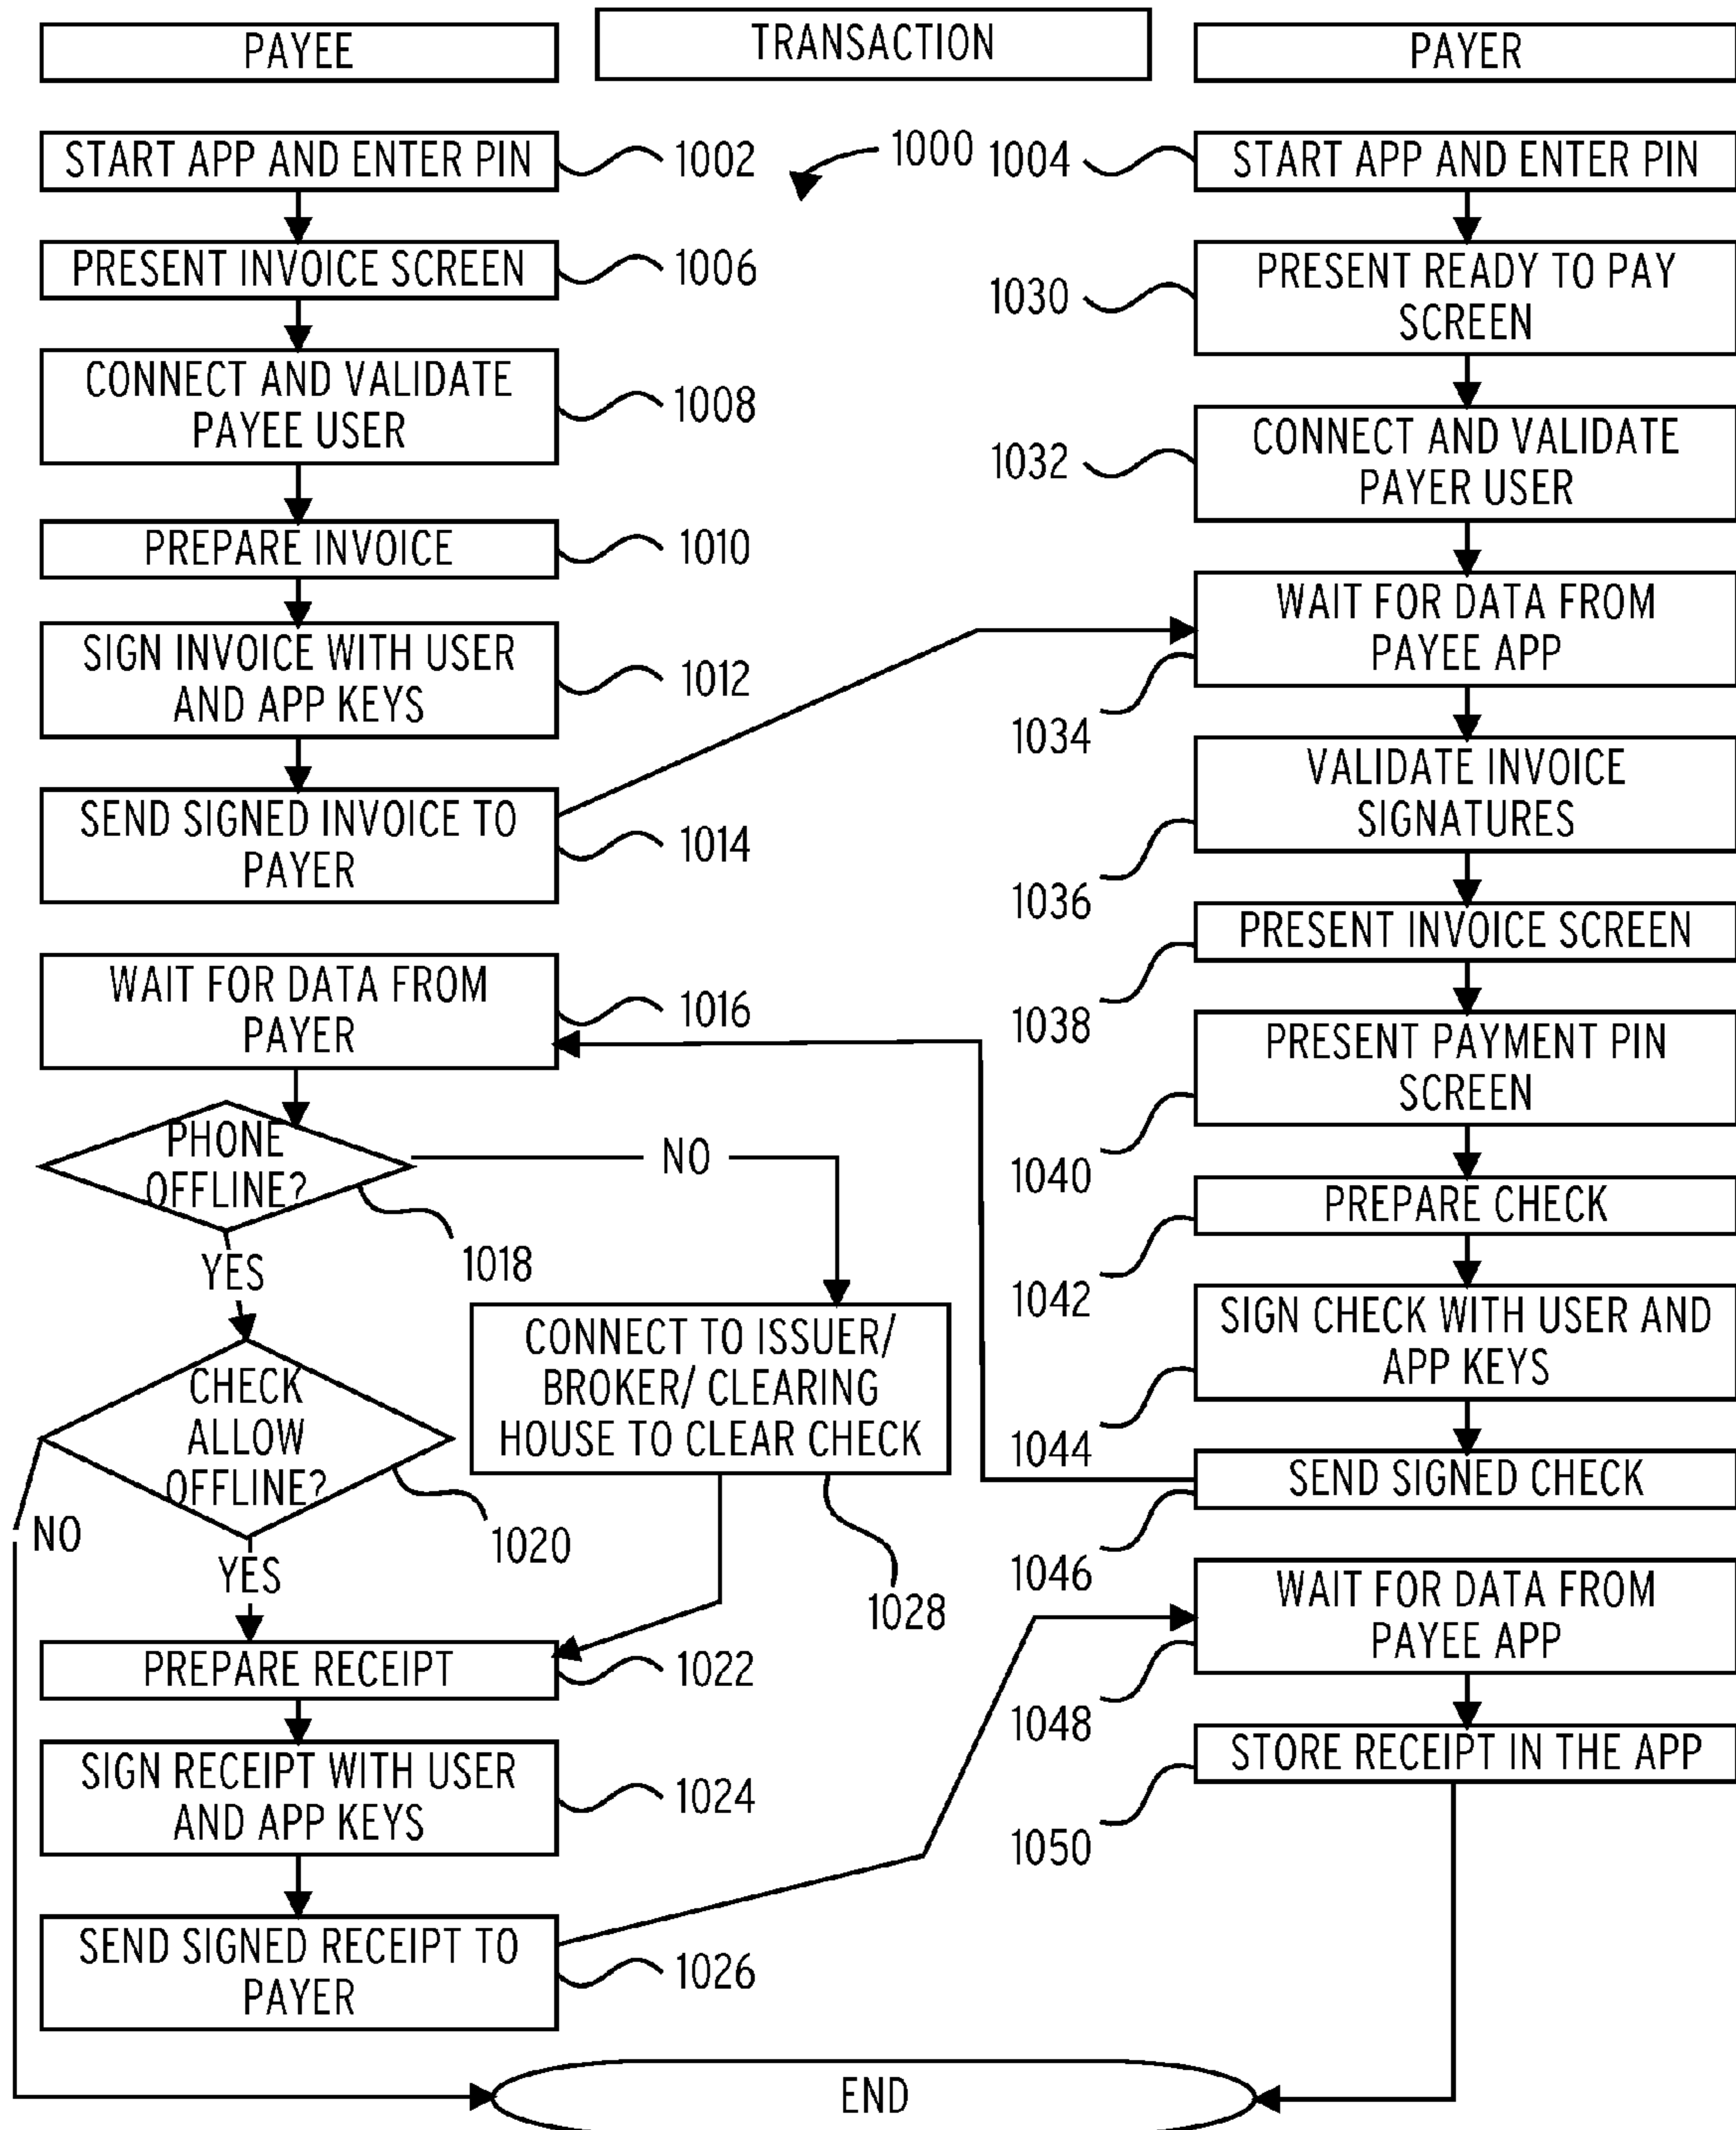 PAYEE
TRANSACTION
PAYER
START APP AND ENTER PIN
1002
1000
1004
START APP AND ENTER PIN
PRESENT INVOICE SCREEN
1006
CONNECT AND VALIDATE
PAYEE USER
1008
PREPARE INVOICE
1010
SIGN INVOICE WITH USER
AND APP KEYS
1012
SEND SIGNED INVOICE TO
PAYER
1014
WAIT FOR DATA FROM
PAYER
1016
PHONE
OFFLINE?
NO
1018
YES
CHECK
ALLOW
OFFLINE?
NO
1020
YES
CONNECT TO ISSUER/
BROKER/ CLEARING
HOUSE TO CLEAR CHECK
1028
PREPARE RECEIPT
1022
SIGN RECEIPT WITH USER
AND APP KEYS
1024
SEND SIGNED RECEIPT TO
PAYER
1026
PRESENT READY TO PAY
SCREEN
1030
CONNECT AND VALIDATE
PAYER USER
1032
WAIT FOR DATA FROM
PAYEE APP
1034
VALIDATE INVOICE
SIGNATURES
1036
PRESENT INVOICE SCREEN
1038
PRESENT PAYMENT PIN
SCREEN
1040
PREPARE CHECK
1042
SIGN CHECK WITH USER AND
APP KEYS
1044
SEND SIGNED CHECK
1046
WAIT FOR DATA FROM
PAYEE APP
1048
STORE RECEIPT IN THE APP
1050
END